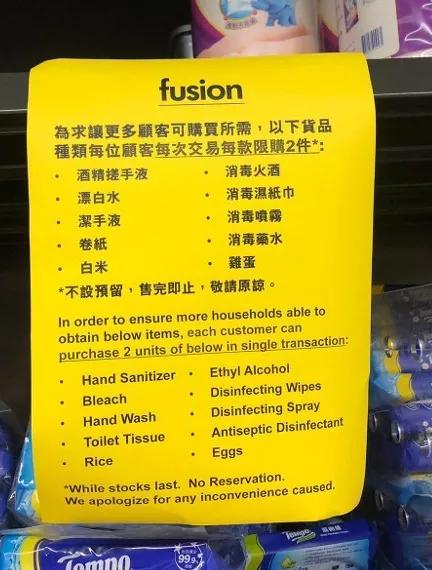 fusion
為求讓更多顧客可購買所需，以下貨品
種類每位顧客每次交易每款限購2件*:
• 酒精搓手液 • 消毒火酒
• 漂白水 • 消毒濕紙巾
• 潔手液 • 消毒噴霧
• 卷紙 • 消毒藥水
• 白米 • 雞蛋
*不設預留，售完即止，敬請原諒。
In order to ensure more households able to
obtain below items, each customer can
purchase 2 units of below in single transaction:
• Hand Sanitizer • Ethyl Alcohol
• Bleach • Disinfecting Wipes
• Hand Wash • Disinfecting Spray
• Toilet Tissue • Antiseptic Disinfectant
• Rice • Eggs
*While stocks last. No Reservation.
We apologize for any inconvenience caused.
Tempo
99.9
Tempo